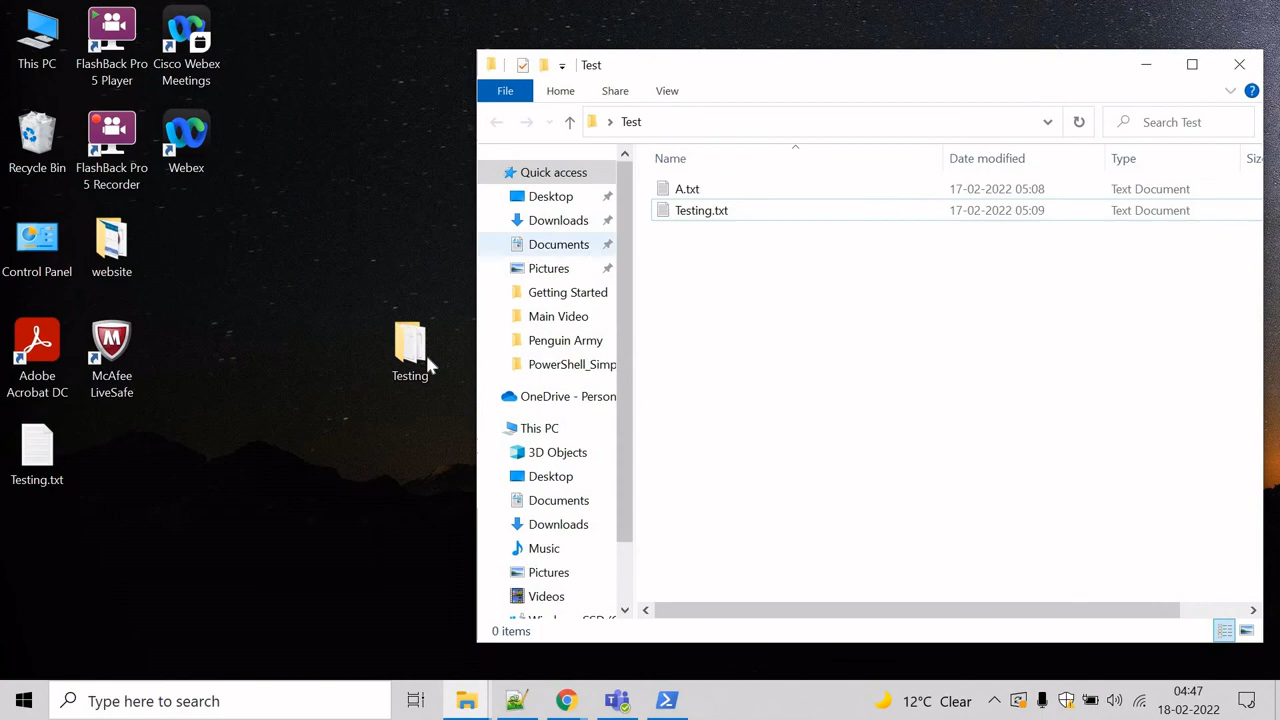 This PC
FlashBack Pro
5 Player
Cisco Webex
Meetings
Recycle Bin
FlashBack Pro
5 Recorder
Webex
Control Panel
website
Adobe
Acrobat DC
McAfee
LiveSafe
Testing.txt
Testing
Test
File
Home
Share
View
Test
Search Test
Name
Date modified
Type
Siz
A.txt
17-02-2022 05:08
Text Document
Testing.txt
17-02-2022 05:09
Text Document
Quick access
Desktop
Downloads
Documents
Pictures
Getting Started
Main Video
Penguin Army
PowerShell_Simp
OneDrive - Person
This PC
3D Objects
Desktop
Documents
Downloads
Music
Pictures
Videos
0 items
Type here to search
12°C Clear
04:47
18-02-2022